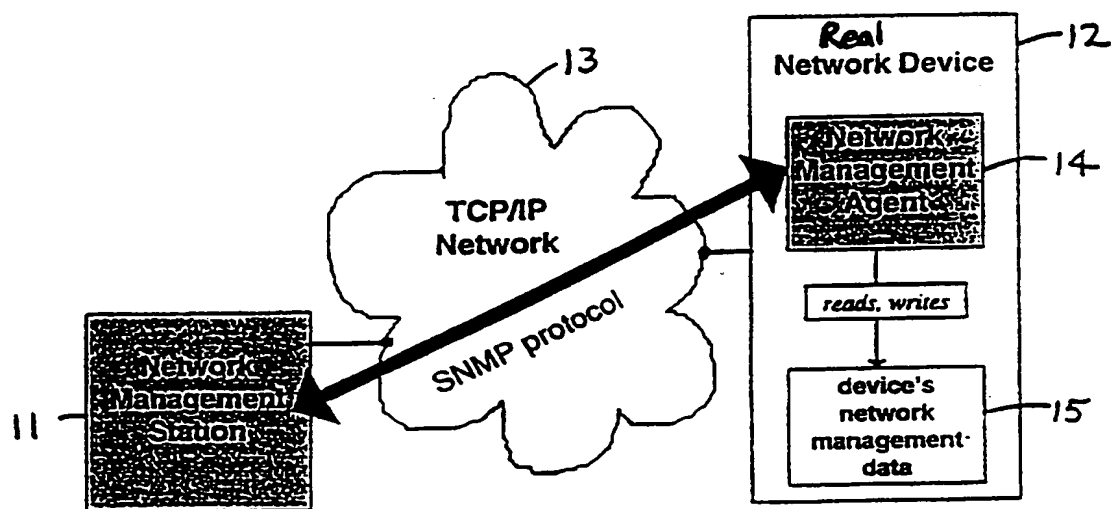 Real
Network Device
12
13
Network
Management
Agent
14
TCP/IP
Network
reads, writes
SNMP protocol
Network
Management
Station
11
device's
network
management-
data
15